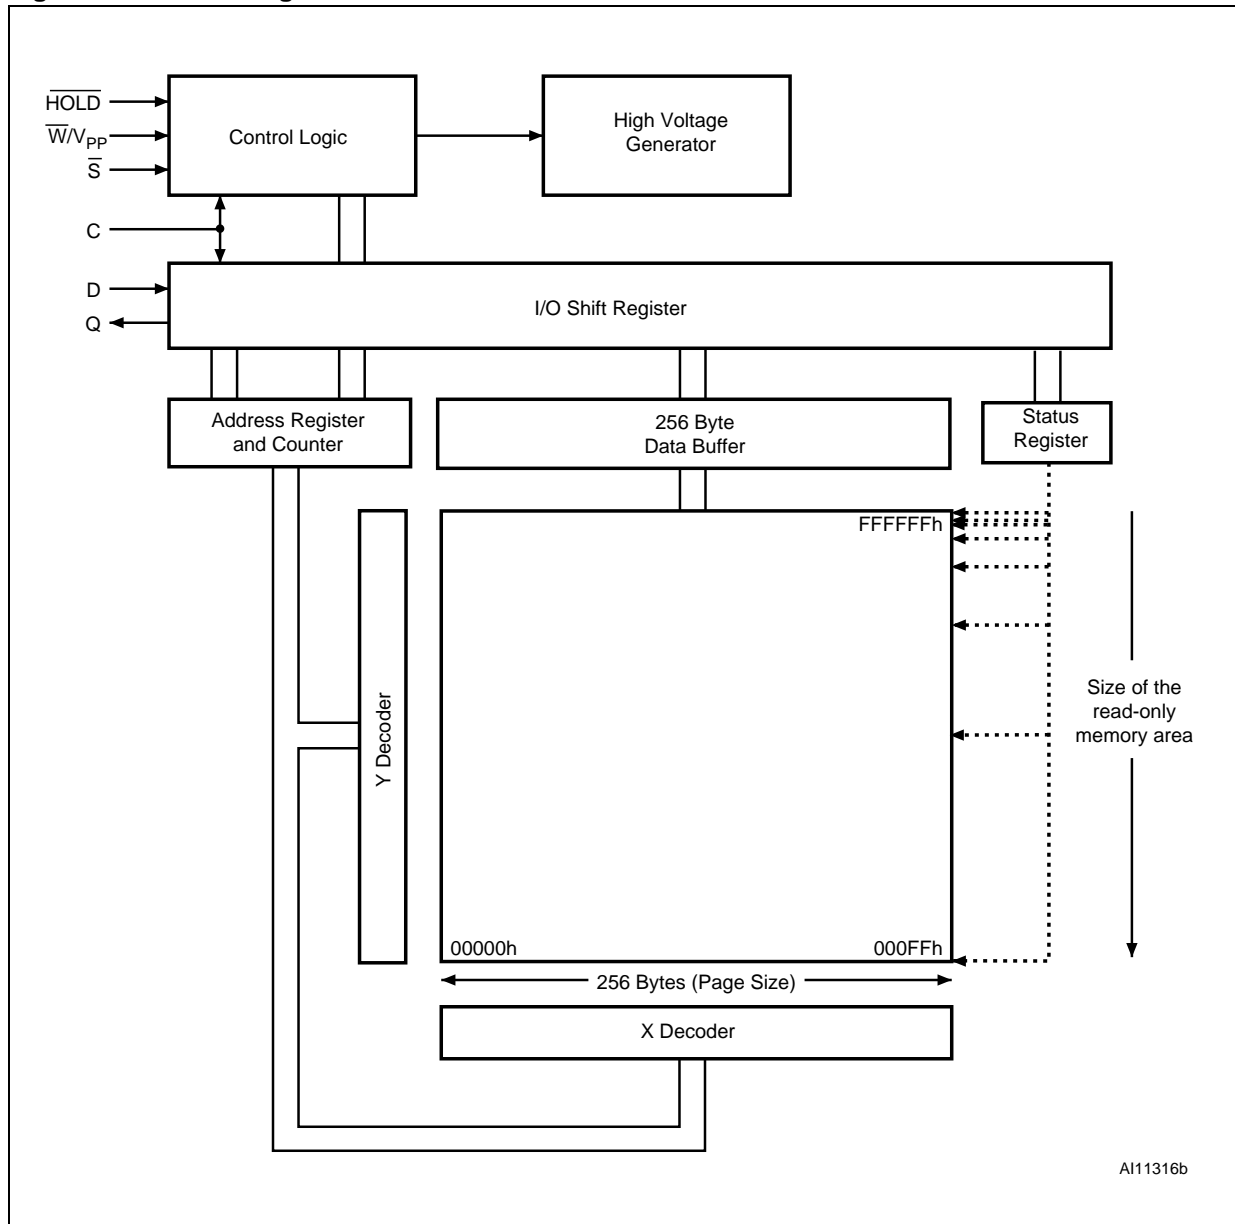 HOLD
W/VPP
S
C
D
Q
Control Logic
High Voltage
Generator
I/O Shift Register
Address Register
and Counter
256 Byte
Data Buffer
Status
Register
FFFFFFh
Y Decoder
Size of the
read-only
memory area
00000h
000FFh
256 Bytes (Page Size)
X Decoder
AI11316b